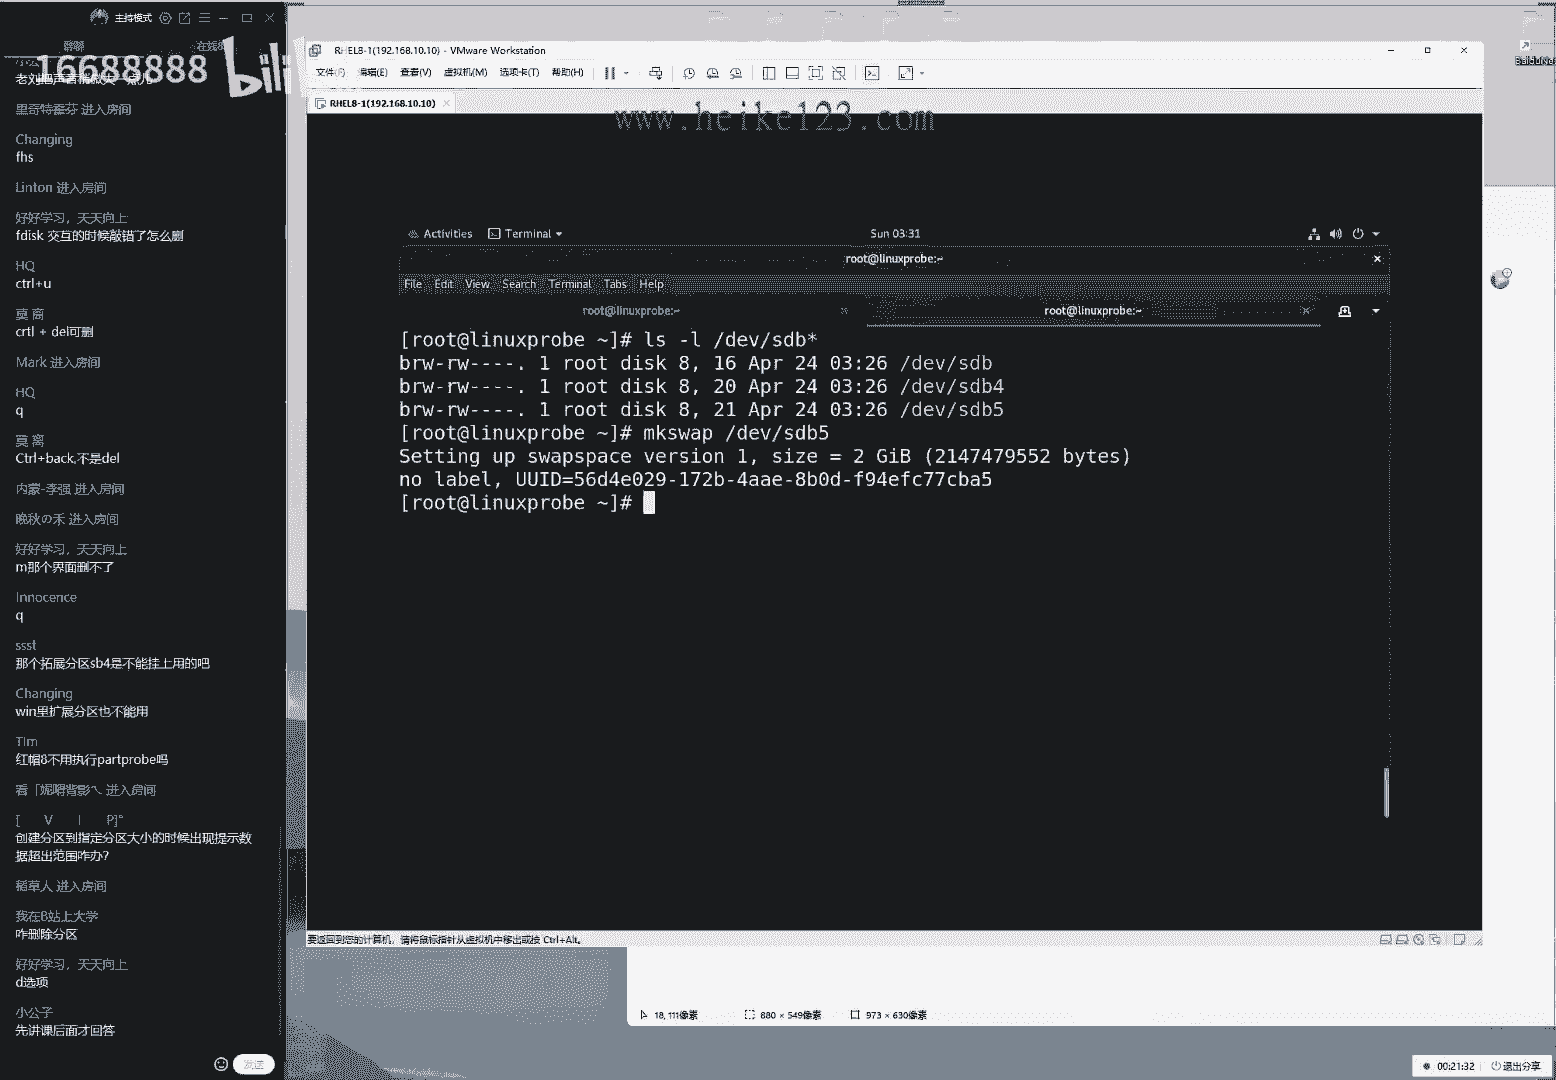 主持模式
16688888
bili
里奇特霍芬 进入房间
Changing
fhs
Linton 进入房间
好好学习，天天向上
fdisk 交互的时候敲错了怎么删
HQ
ctrl+u
莫 离
crtl + del可删
Mark 进入房间
HQ
q
莫 离
Ctrl+back,不是del
内蒙-李强 进入房间
晚秋の禾 进入房间
好好学习，天天向上
m那个界面删不了
Innocence
q
ssst
那个拓展分区sb4是不能挂上用的吧
Changing
win里扩展分区也不能用
Tim
红帽8不用执行partprobe吗
进入房间
[ V I P]°
创建分区到指定分区大小的时候出现提示数
据超出范围咋办?
稻草人 进入房间
我在B站上大学
咋删除分区
好好学习，天天向上
d选项
小公子
先讲课后面才回答
发送
RHEL8-1(192.168.10.10) - VMware Workstation
文件(F) 编辑(E) 查看(V) 虚拟机(M) 选项卡(T) 帮助(H)
RHEL8-1(192.168.10.10)
www.heike123.com
Activities Terminal Sun 03:31
root@linuxprobe:~
File Edit View Search Terminal Tabs Help
root@linuxprobe:~ root@linuxprobe:~
[root@linuxprobe ~]# ls -l /dev/sdb*
brw-rw----. 1 root disk 8, 16 Apr 24 03:26 /dev/sdb
brw-rw----. 1 root disk 8, 20 Apr 24 03:26 /dev/sdb4
brw-rw----. 1 root disk 8, 21 Apr 24 03:26 /dev/sdb5
[root@linuxprobe ~]# mkswap /dev/sdb5
Setting up swapspace version 1, size = 2 GiB (2147479552 bytes)
no label, UUID=56d4e029-172b-4aae-8b0d-f94efc77cba5
[root@linuxprobe ~]#
要返回到您的计算机，请将鼠标指针从虚拟机中移出或按 Ctrl+Alt。
18, 111像素 880 × 549像素 973 × 630像素
BaiduNe
00:21:32 退出分享